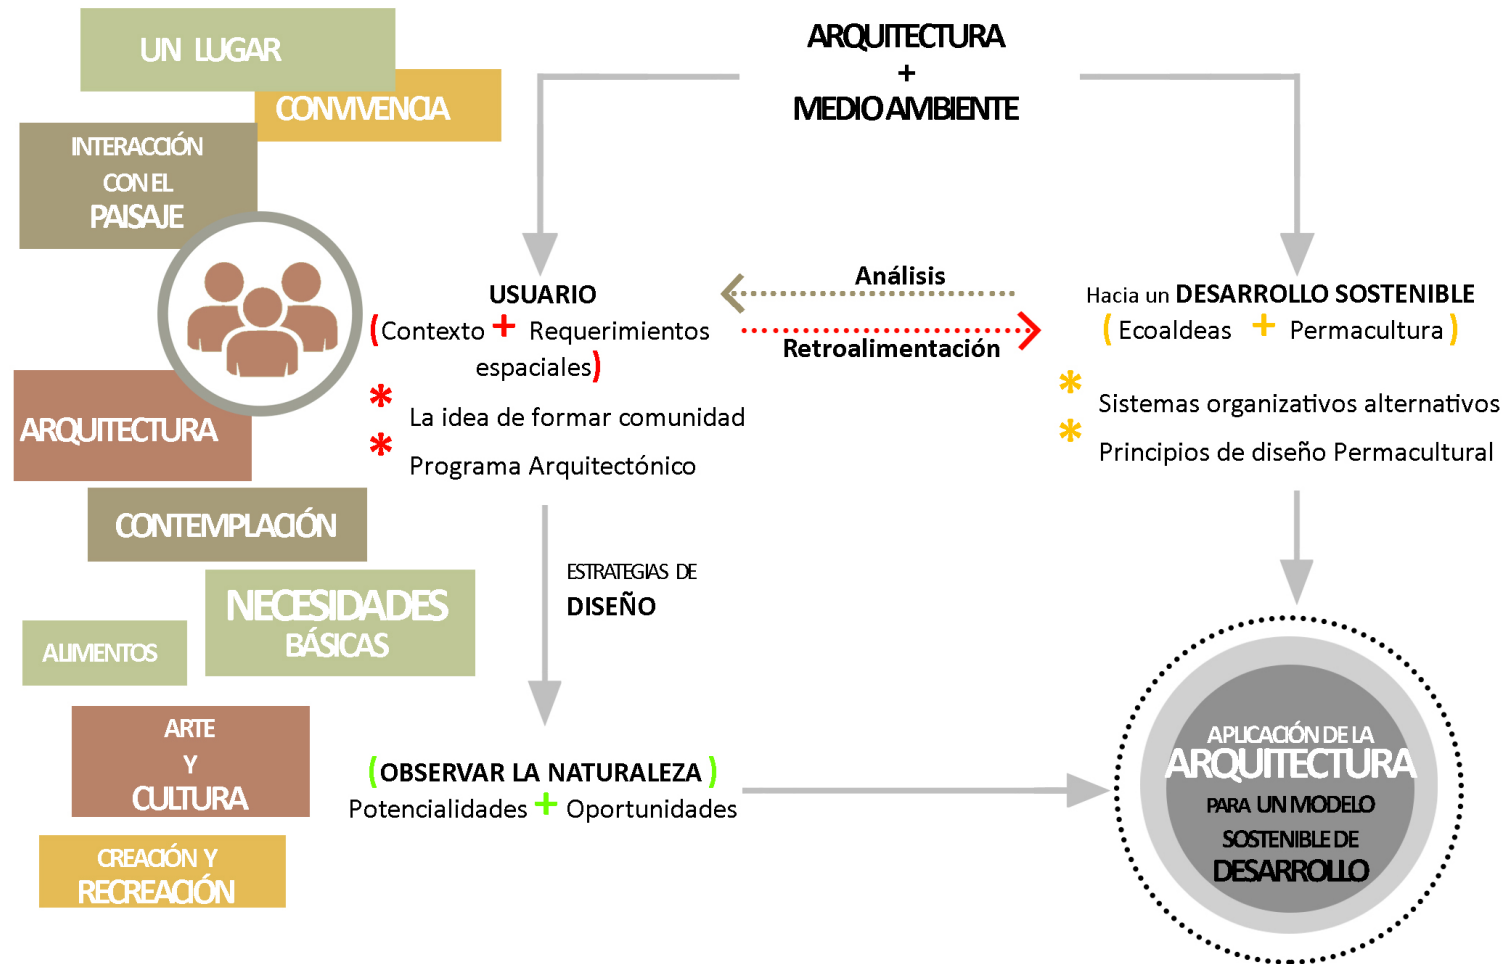 UN LUGAR
CONVIVENCIA
INTERACCIÓN
CON EL
PAISAJE
ARQUITECTURA
CONTEMPLACIÓN
NECESIDADES
BÁSICAS
ALIMENTOS
ARTE
Y
CULTURA
CREACIÓN Y
RECREACIÓN
ARQUITECTURA
+
MEDIO AMBIENTE
USUARIO
(Contexto + Requerimientos
espaciales)
* La idea de formar comunidad
* Programa Arquitectónico
Análisis
Retroalimentación
Hacia un DESARROLLO SOSTENIBLE
( Ecoaldeas + Permacultura )
* Sistemas organizativos alternativos
* Principios de diseño Permacultural
ESTRATEGIAS DE
DISEÑO
(OBSERVAR LA NATURALEZA )
Potencialidades + Oportunidades
APLICACIÓN DE LA
ARQUITECTURA
PARA UN MODELO
SOSTENIBLE DE
DESARROLLO